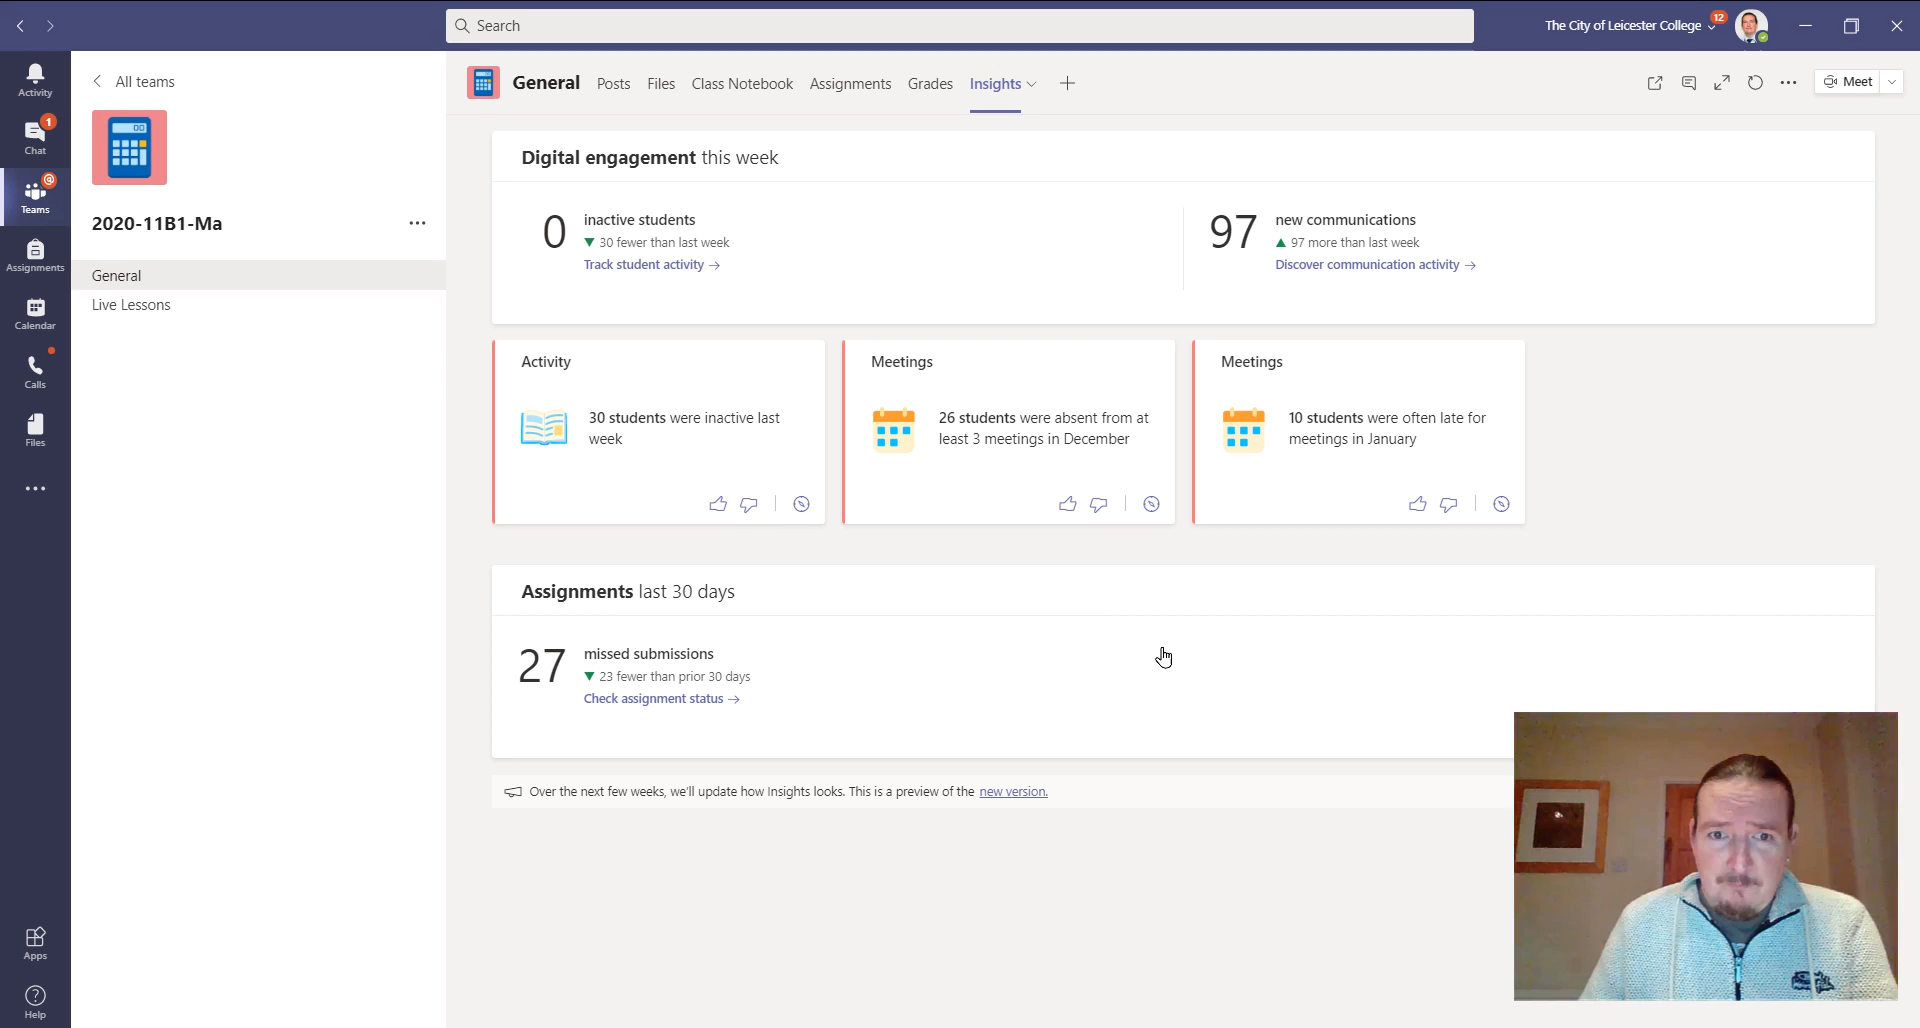 Search
The City of Leicester College
12
Activity
Chat
1
Teams
@
Assignments
Calendar
Calls
Files
Apps
Help
All teams
2020-11B1-Ma
General
Live Lessons
General
Posts
Files
Class Notebook
Assignments
Grades
Insights
Meet
Digital engagement this week
0
inactive students
30 fewer than last week
Track student activity →
97
new communications
97 more than last week
Discover communication activity →
Activity
30 students were inactive last
week
Meetings
26 students were absent from at
least 3 meetings in December
Meetings
10 students were often late for
meetings in January
Assignments last 30 days
27
missed submissions
23 fewer than prior 30 days
Check assignment status →
Over the next few weeks, we'll update how Insights looks. This is a preview of the new version.